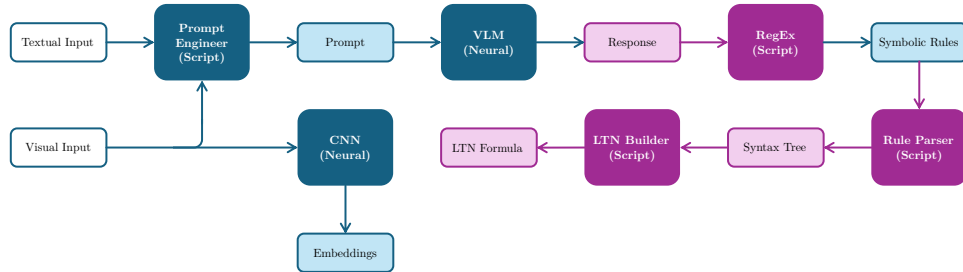 Textual Input
Prompt
Engineer
(Script)
Prompt
VLM
(Neural)
Response
RegEx
(Script)
Symbolic Rules
Visual Input
CNN
(Neural)
LTN Formula
LTN Builder
(Script)
Syntax Tree
Rule Parser
(Script)
Embeddings